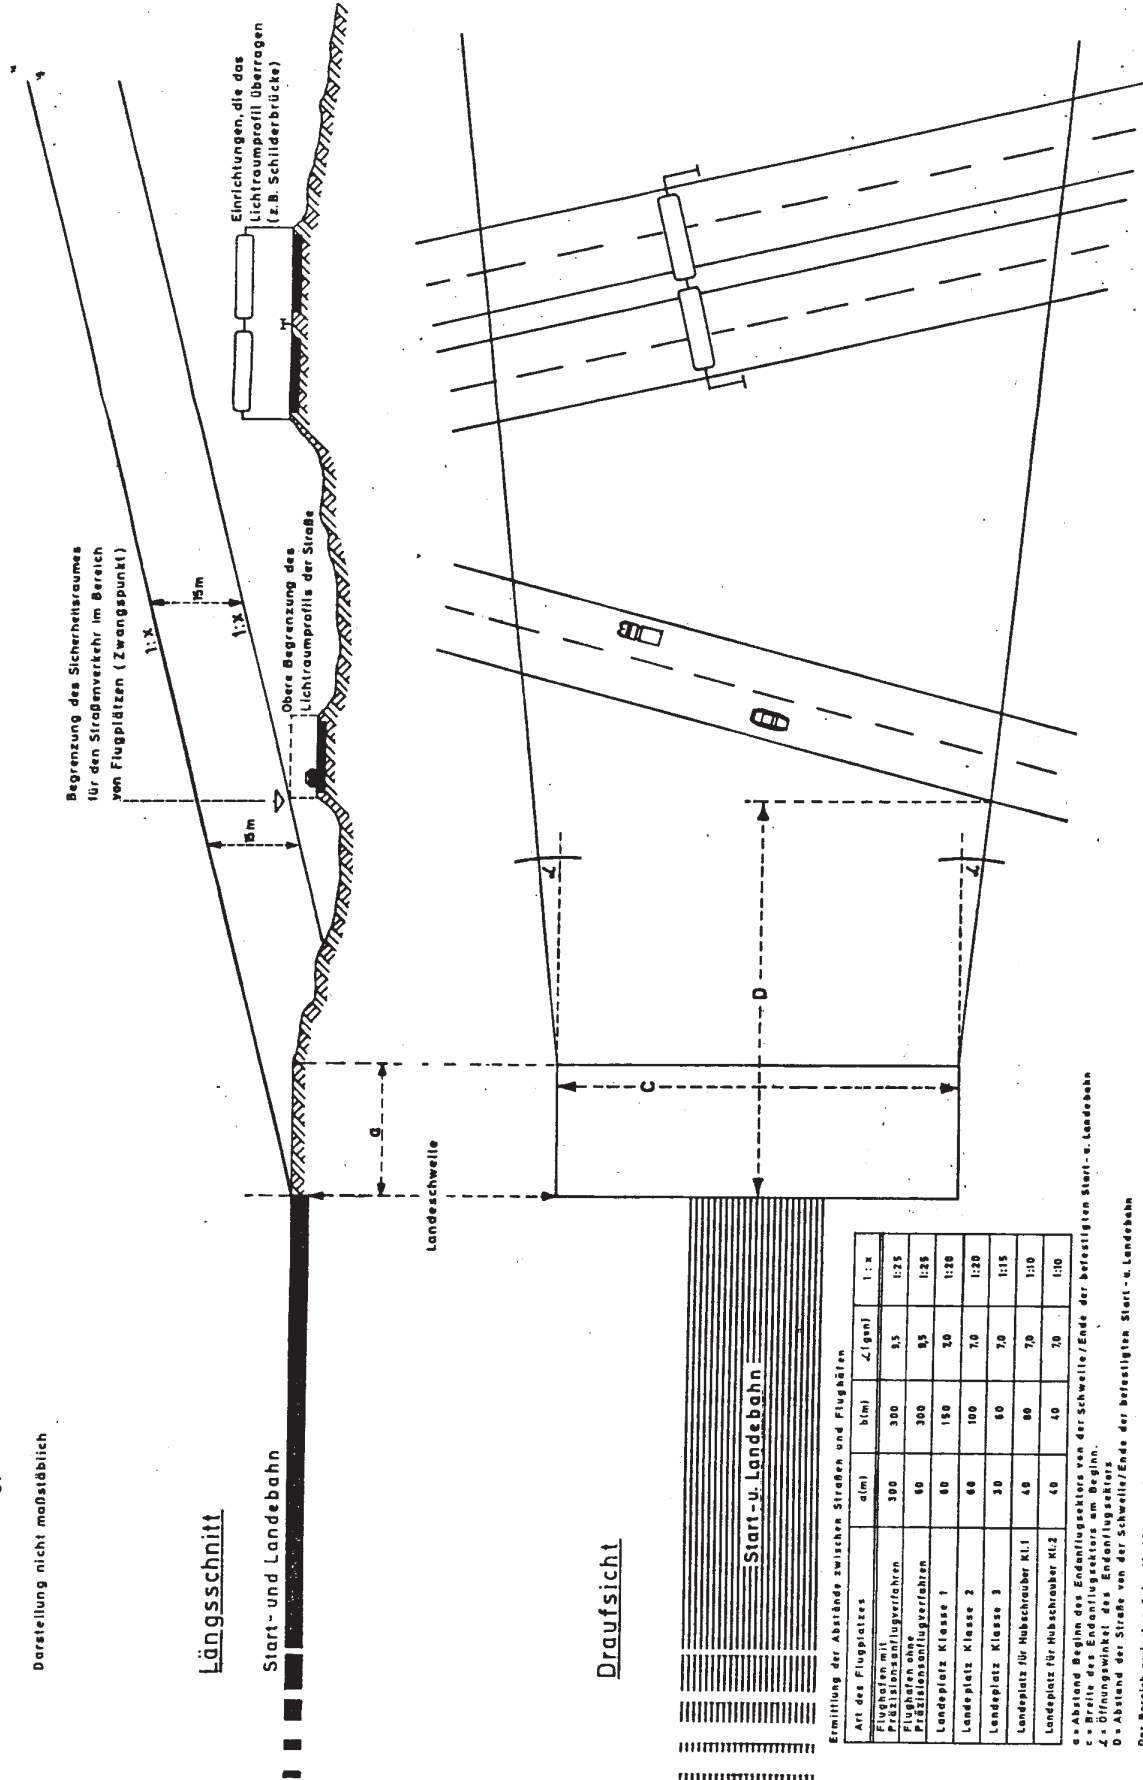 Darstellung nicht maßstäblich
Längsschnitt
Start- und Landebahn
Begrenzung des Sicherheitsraumes
für den Straßenverkehr im Bereich
von Flugplätzen (Zwangspunkt)
1:X
15m
1:X
15m
Obere Begrenzung des
Lichtraumprofils der Straße
Einrichtungen, die das
Lichtraumprofil überragen
(z.B. Schilderbrücke)
a
Landeschwelle
Draufsicht
Start- u. Landebahn
C
D
∠
∠
Ermittlung der Abstände zwischen Straßen und Flughäfen
Art des Flugplatzes a(m) b(m) ∠(gon) 1 : x
Flughafen mit
Präzisionsanflugverfahren 300 300 9,5 1:25
Flughafen ohne
Präzisionsanflugverfahren 60 300 9,5 1:25
Landeplatz Klasse 1 60 150 7,0 1:20
Landeplatz Klasse 2 60 100 7,0 1:20
Landeplatz Klasse 3 30 60 7,0 1:15
Landeplatz für Hubschrauber Kl.1 40 80 7,0 1:10
Landeplatz für Hubschrauber Kl.2 40 40 7,0 1:10
a = Abstand Beginn des Endanflugsektors von der Schwelle/Ende der befestigten Start- u. Landebahn
c = Breite des Endanflugsektors am Beginn.
∠ = Öffnungswinkel des Endanflugsektors
D = Abstand der Straße von der Schwelle/Ende der befestigten Start- u. Landebahn
Der Bereich